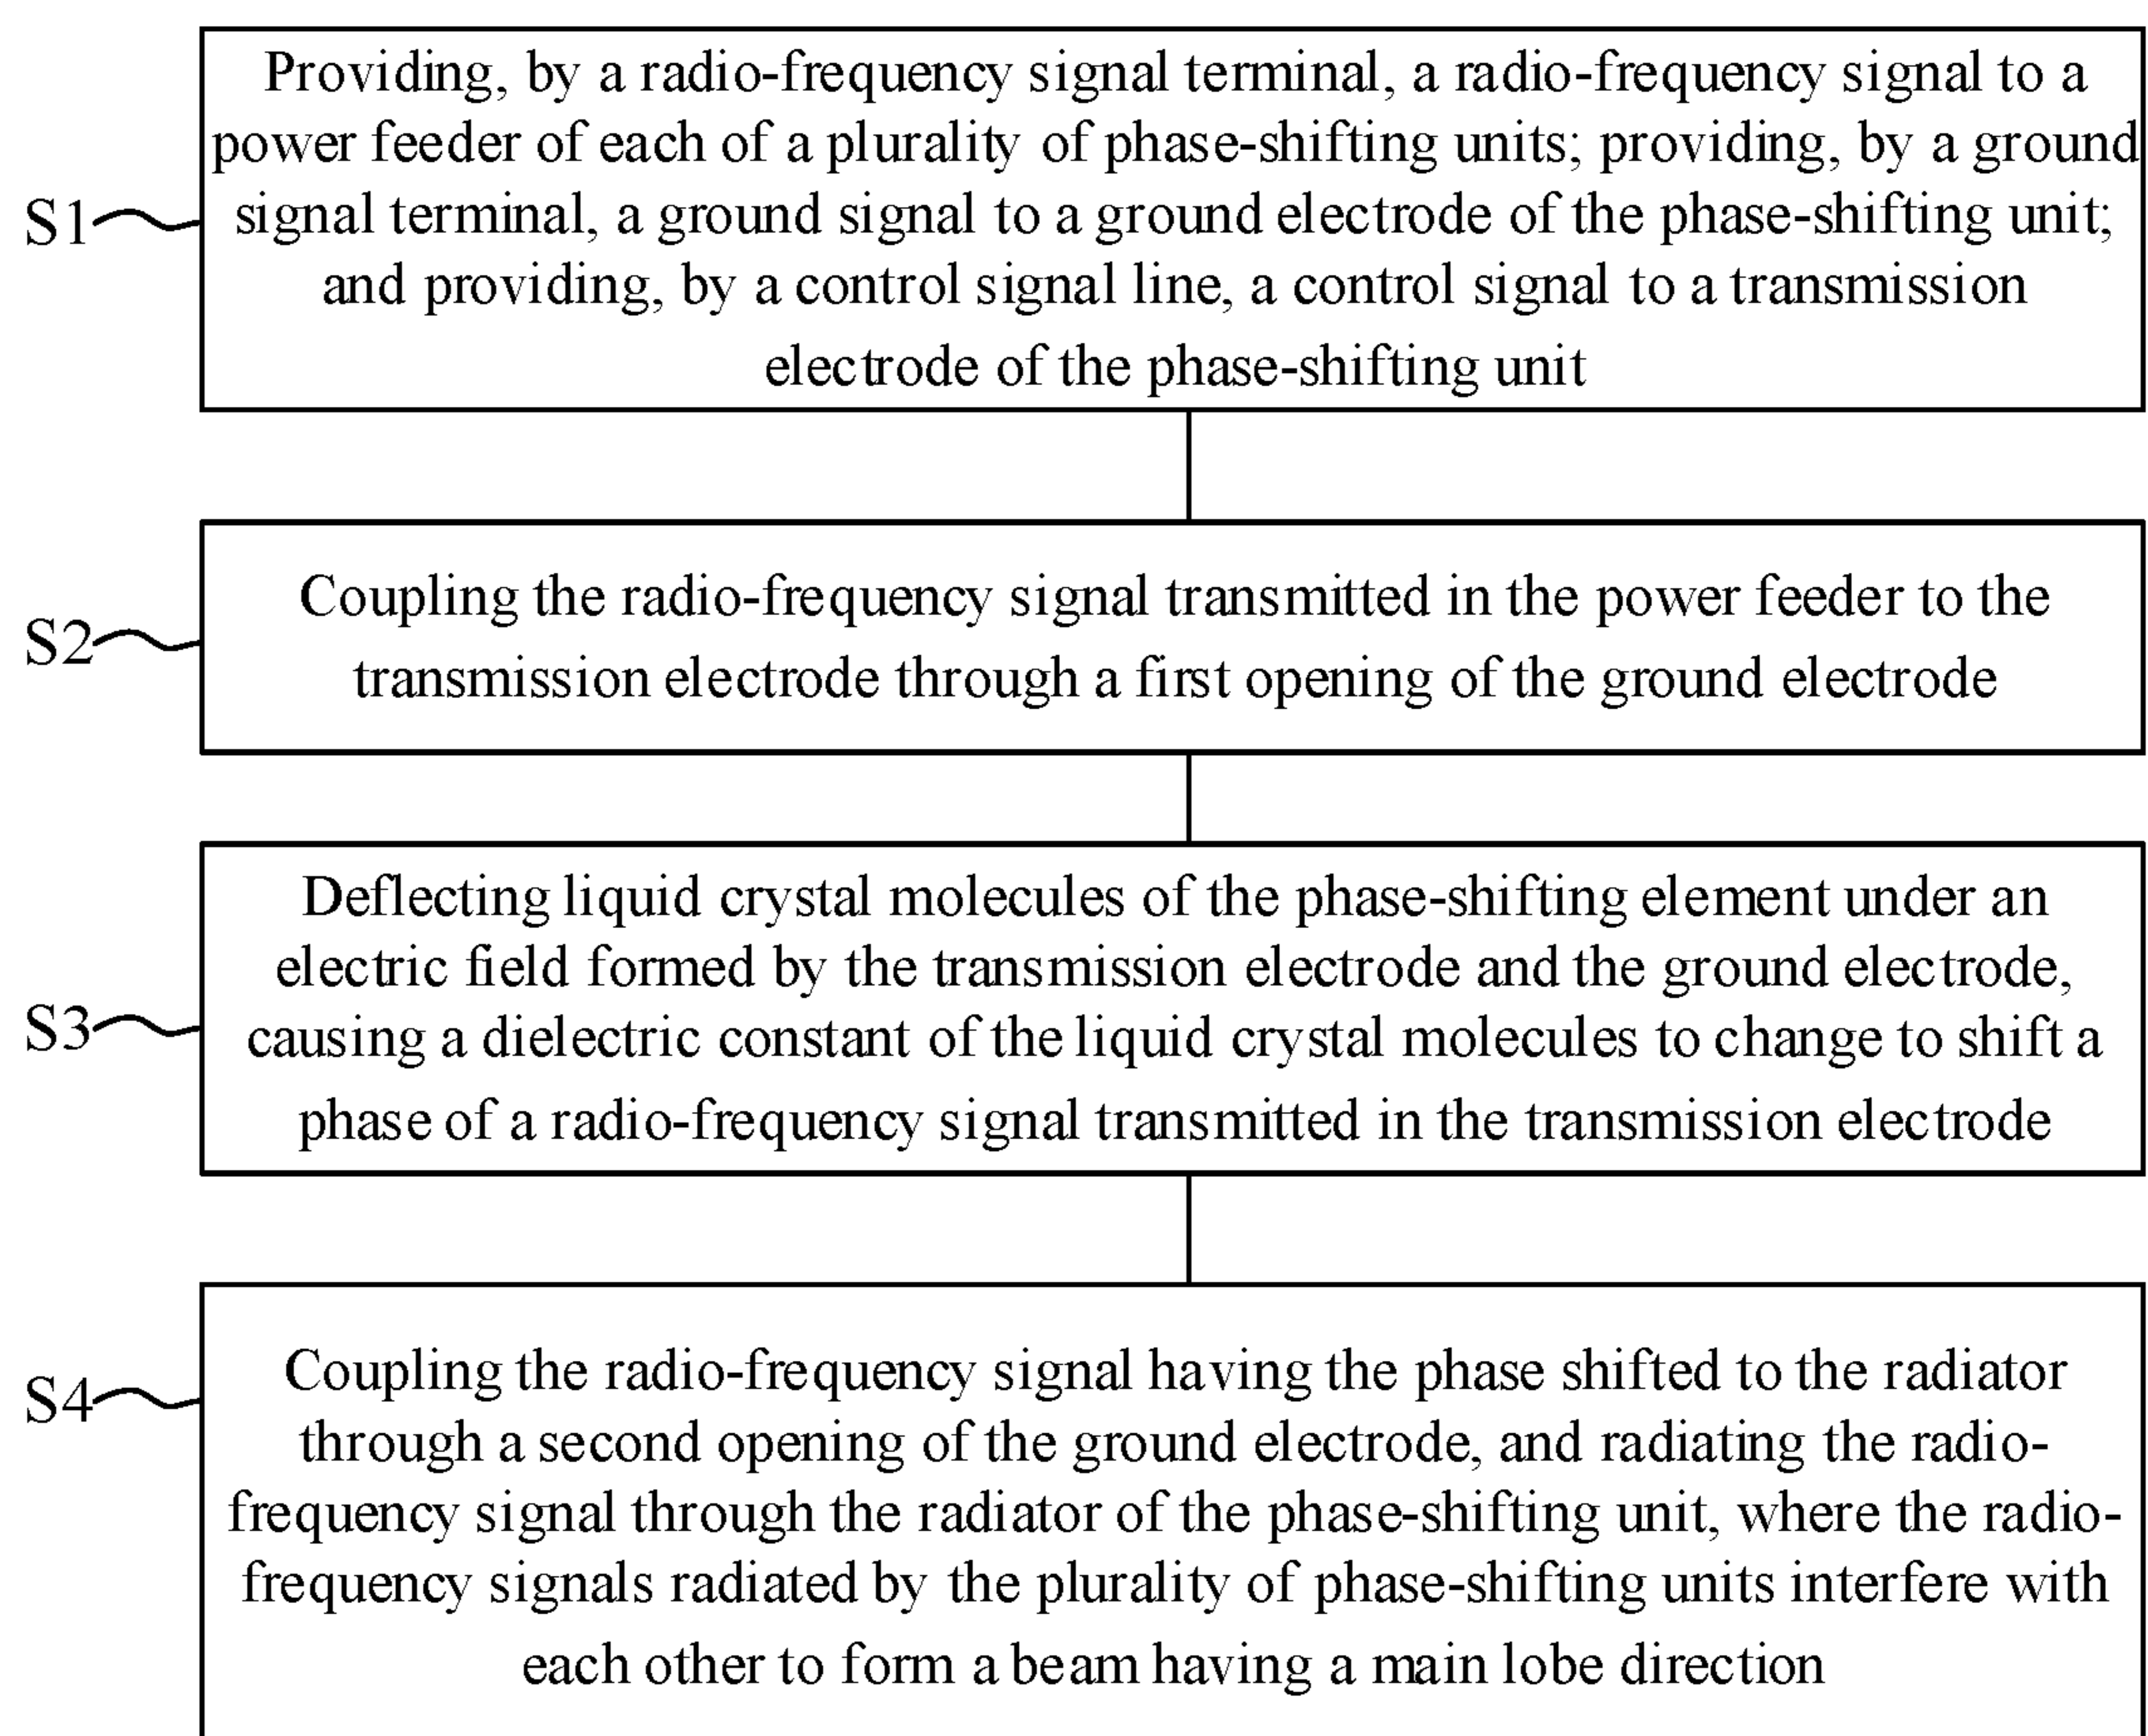 Providing, by a radio-frequency signal terminal, a radio-frequency signal to a
power feeder of each of a plurality of phase-shifting units; providing, by a ground
S1
signal terminal, a ground signal to a ground electrode of the phase-shifting unit;
and providing, by a control signal line, a control signal to a transmission
electrode of the phase-shifting unit
Coupling the radio-frequency signal transmitted in the power feeder to the
S2
transmission electrode through a first opening of the ground electrode
Deflecting liquid crystal molecules of the phase-shifting element under an
electric field formed by the transmission electrode and the ground electrode,
S3
causing a dielectric constant of the liquid crystal molecules to change to shift a
phase of a radio-frequency signal transmitted in the transmission electrode
Coupling the radio-frequency signal having the phase shifted to the radiator
S4
through a second opening of the ground electrode, and radiating the radio-
frequency signal through the radiator of the phase-shifting unit, where the radio-
frequency signals radiated by the plurality of phase-shifting units interfere with
each other to form a beam having a main lobe direction